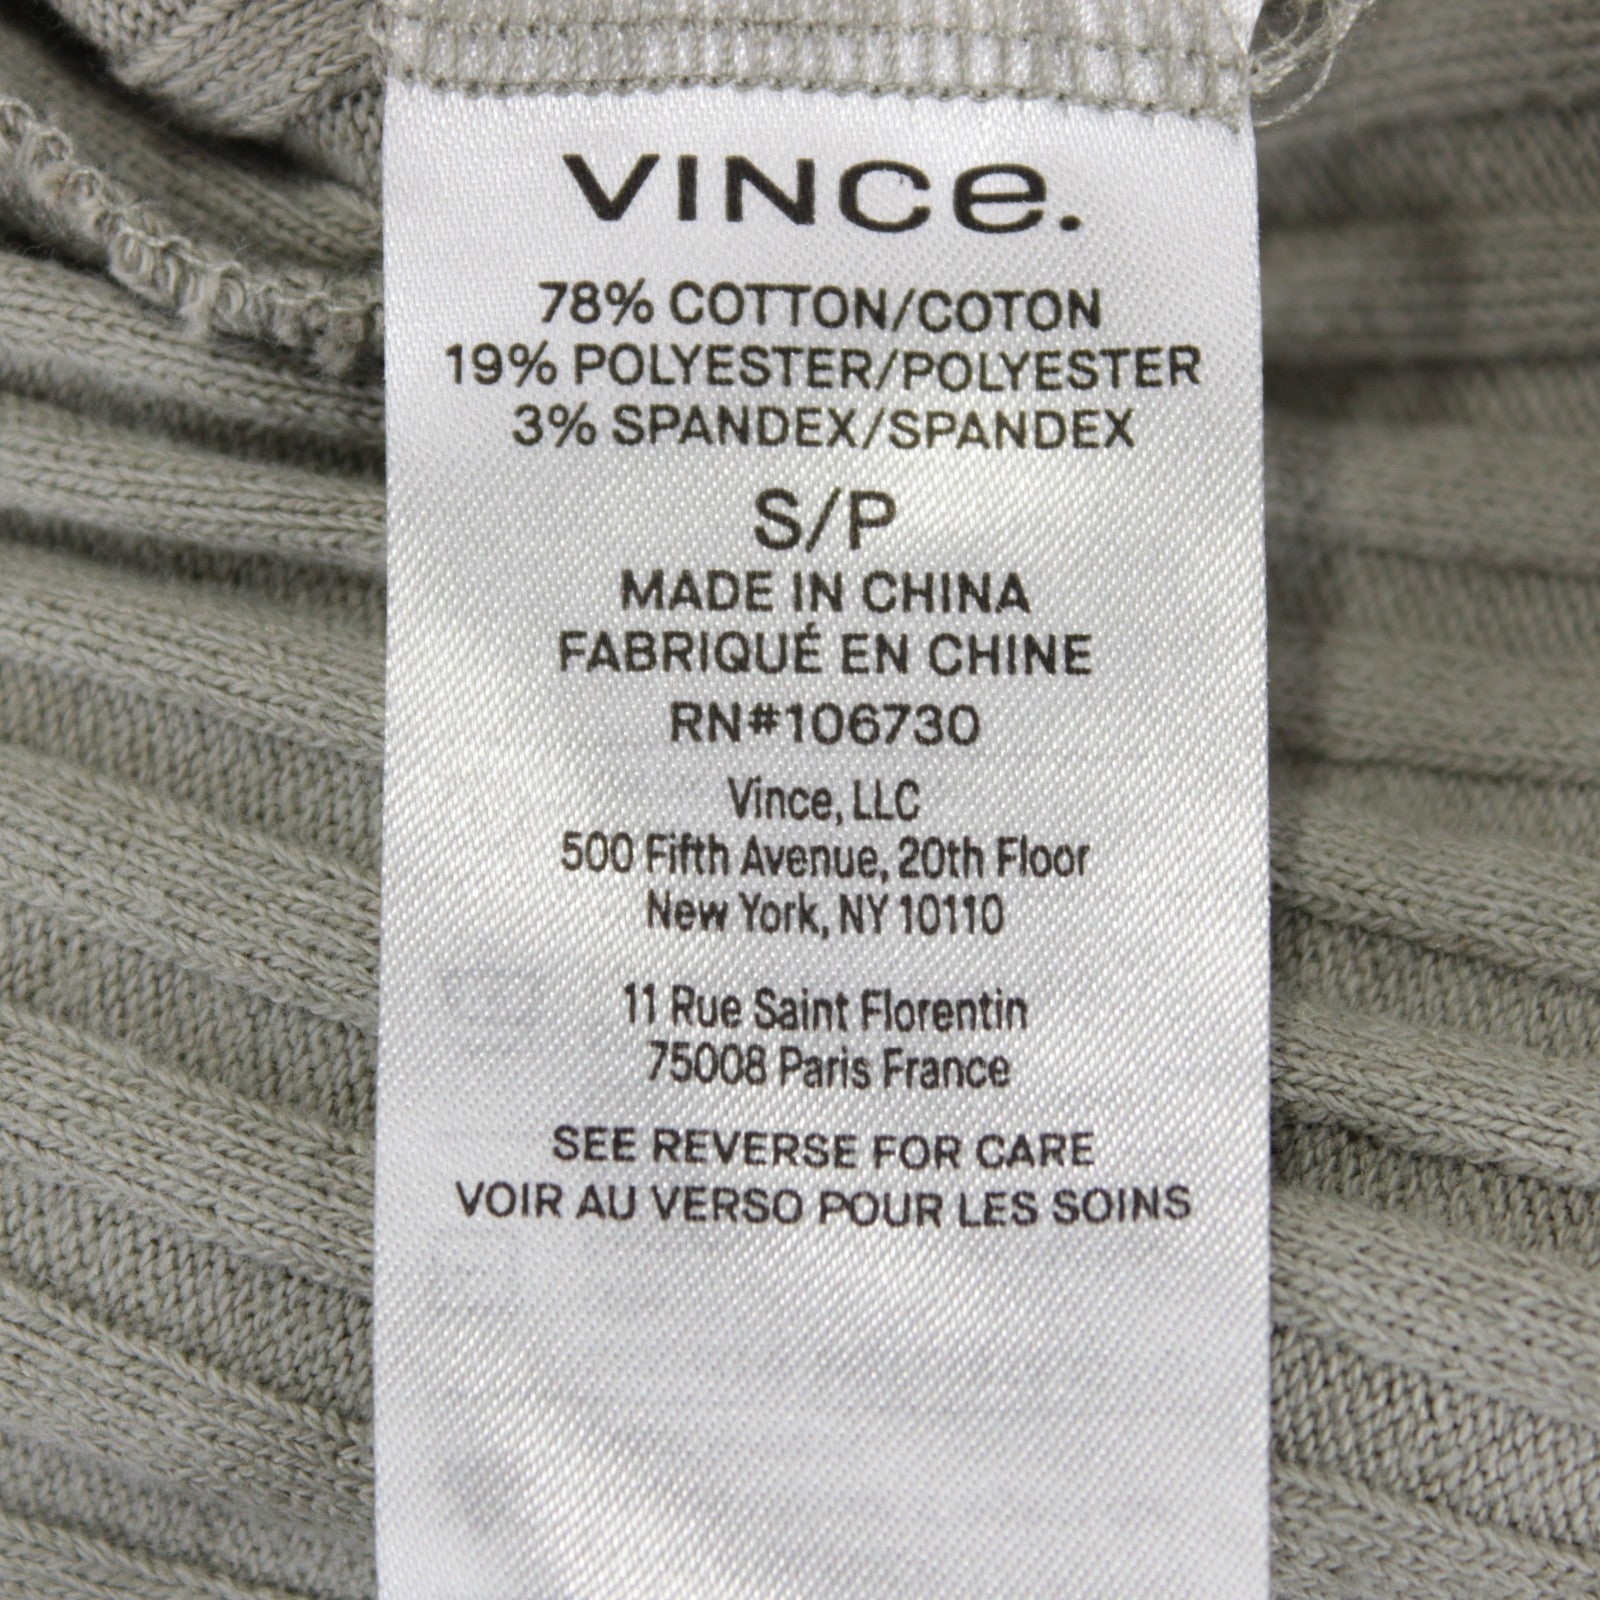 VINCe.
78% COTTON/COTON
19% POLYESTER/POLYESTER
3% SPANDEX/SPANDEX
S/P
MADE IN CHINA
FABRIQUÉ EN CHINE
RN#106730
Vince, LLC
500 Fifth Avenue, 20th Floor
New York, NY 10110
11 Rue Saint Florentin
75008 Paris France
SEE REVERSE FOR CARE
VOIR AU VERSO POUR LES SOINS